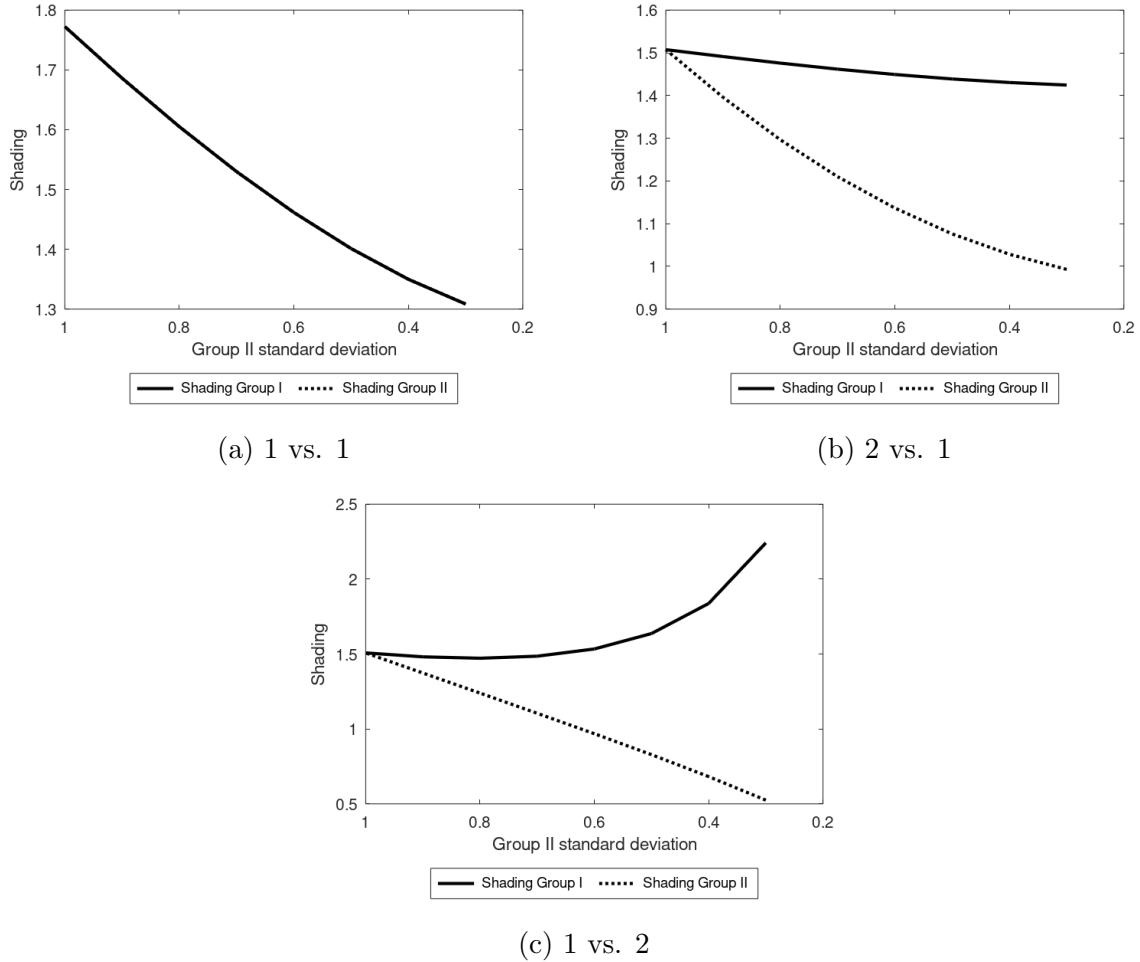 1.8
1.7
1.6
1.5
1.4
1.3
Shading
1 0.8 0.6 0.4 0.2
Group II standard deviation
Shading Group I Shading Group II
(a) 1 vs. 1
1.6
1.5
1.4
1.3
1.2
1.1
1
0.9
Shading
1 0.8 0.6 0.4 0.2
Group II standard deviation
Shading Group I Shading Group II
(b) 2 vs. 1
2.5
2
1.5
1
0.5
Shading
1 0.8 0.6 0.4 0.2
Group II standard deviation
Shading Group I Shading Group II
(c) 1 vs. 2